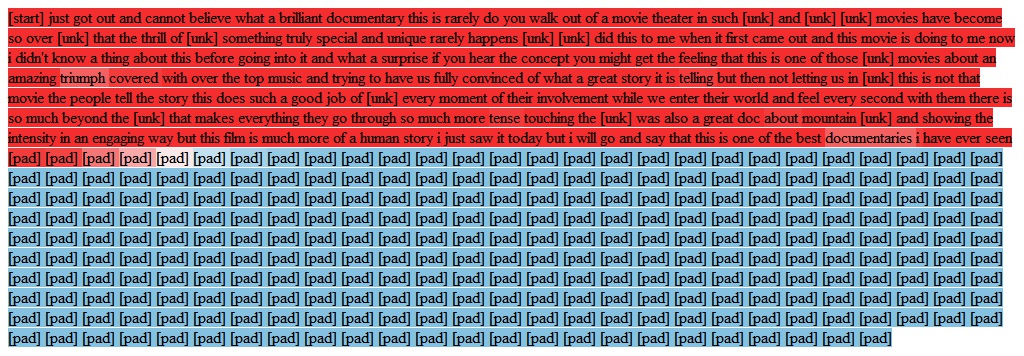 [start] just got out and cannot believe what a brilliant documentary this is rarely do you walk out of a movie theater in such [unk] and [unk] [unk] movies have become
so over [unk] that the thrill of [unk] something truly special and unique rarely happens [unk] [unk] did this to me when it first came out and this movie is doing to me now
i didn't know a thing about this before going into it and what a surprise if you hear the concept you might get the feeling that this is one of those [unk] movies about an
amazing triumph covered with over the top music and trying to have us fully convinced of what a great story it is telling but then not letting us in [unk] this is not that
movie the people tell the story this does such a good job of [unk] every moment of their involvement while we enter their world and feel every second with them there is
so much beyond the [unk] that makes everything they go through so much more tense touching the [unk] was also a great doc about mountain [unk] and showing the
intensity in an engaging way but this film is much more of a human story i just saw it today but i will go and say that this is one of the best documentaries i have ever seen
[pad] [pad] [pad] [pad] [pad] [pad] [pad] [pad] [pad] [pad] [pad] [pad] [pad] [pad] [pad] [pad] [pad] [pad] [pad] [pad] [pad] [pad] [pad] [pad] [pad] [pad] [pad]
[pad] [pad] [pad] [pad] [pad] [pad] [pad] [pad] [pad] [pad] [pad] [pad] [pad] [pad] [pad] [pad] [pad] [pad] [pad] [pad] [pad] [pad] [pad] [pad] [pad] [pad] [pad]
[pad] [pad] [pad] [pad] [pad] [pad] [pad] [pad] [pad] [pad] [pad] [pad] [pad] [pad] [pad] [pad] [pad] [pad] [pad] [pad] [pad] [pad] [pad] [pad] [pad] [pad] [pad]
[pad] [pad] [pad] [pad] [pad] [pad] [pad] [pad] [pad] [pad] [pad] [pad] [pad] [pad] [pad] [pad] [pad] [pad] [pad] [pad] [pad] [pad] [pad] [pad] [pad] [pad] [pad]
[pad] [pad] [pad] [pad] [pad] [pad] [pad] [pad] [pad] [pad] [pad] [pad] [pad] [pad] [pad] [pad] [pad] [pad] [pad] [pad] [pad] [pad] [pad] [pad] [pad] [pad] [pad]
[pad] [pad] [pad] [pad] [pad] [pad] [pad] [pad] [pad] [pad] [pad] [pad] [pad] [pad] [pad] [pad] [pad] [pad] [pad] [pad] [pad] [pad] [pad] [pad] [pad] [pad] [pad]
[pad] [pad] [pad] [pad] [pad] [pad] [pad] [pad] [pad] [pad] [pad] [pad] [pad] [pad] [pad] [pad] [pad] [pad] [pad] [pad] [pad] [pad] [pad] [pad] [pad] [pad] [pad]
[pad] [pad] [pad] [pad] [pad] [pad] [pad] [pad] [pad] [pad] [pad] [pad] [pad] [pad] [pad] [pad] [pad] [pad] [pad] [pad] [pad] [pad] [pad] [pad] [pad] [pad] [pad]
[pad] [pad] [pad] [pad] [pad] [pad] [pad] [pad] [pad] [pad] [pad] [pad] [pad] [pad] [pad] [pad] [pad] [pad] [pad] [pad] [pad] [pad] [pad] [pad] [pad] [pad] [pad]
[pad] [pad] [pad] [pad] [pad] [pad] [pad] [pad] [pad] [pad] [pad] [pad] [pad] [pad] [pad] [pad] [pad] [pad] [pad] [pad] [pad] [pad] [pad] [pad]